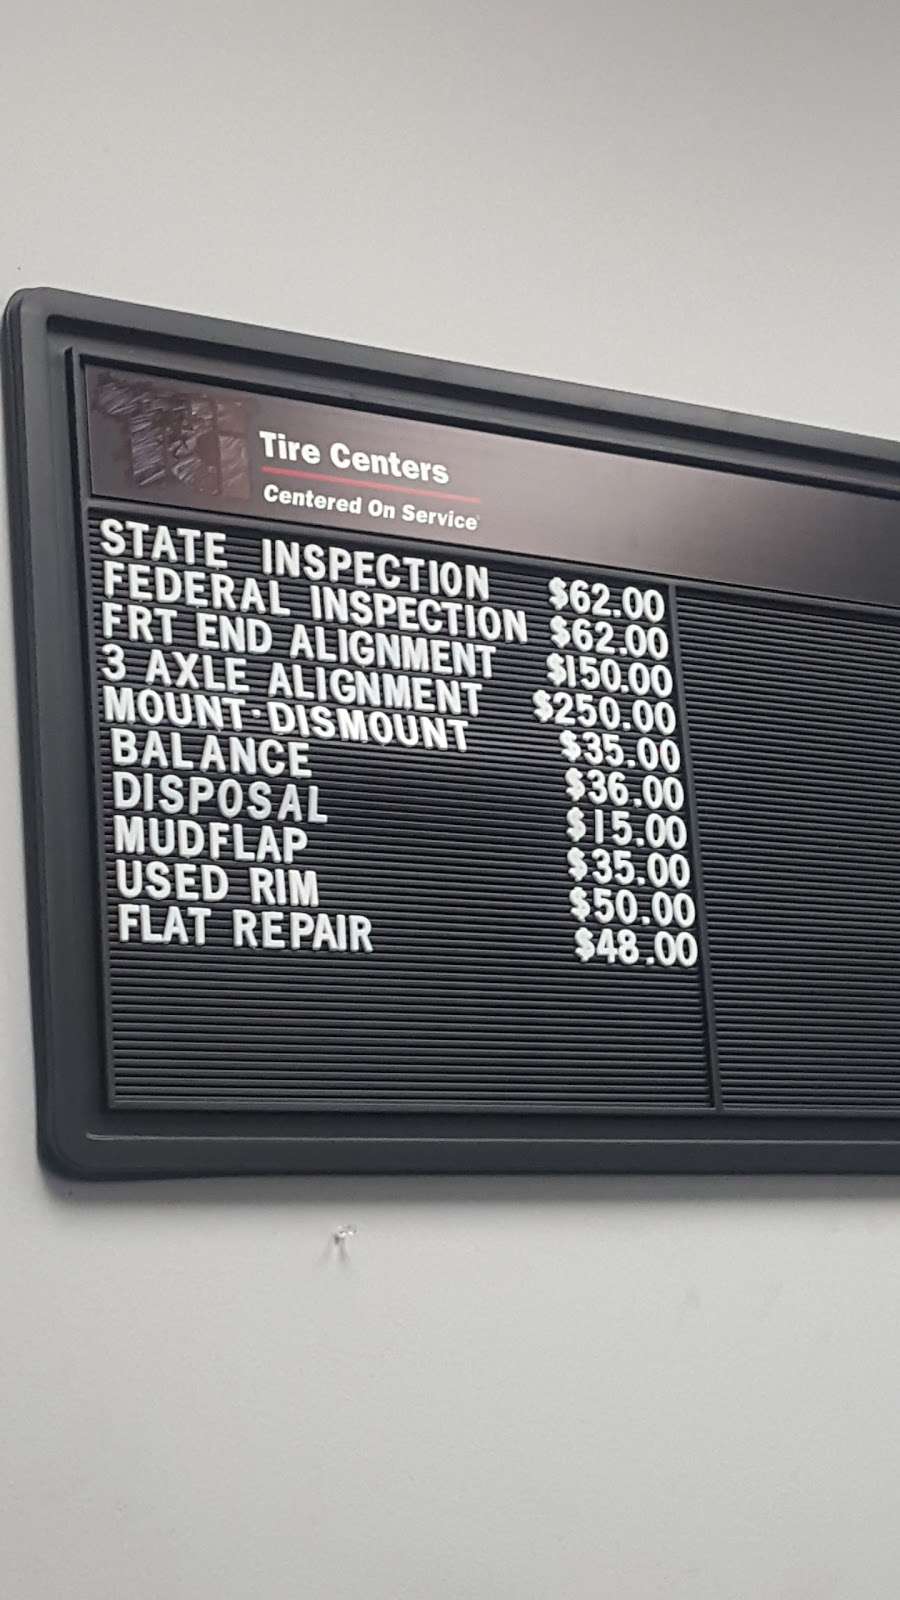 Tire Centers
Centered On Service
STATE INSPECTION $62.00
FEDERAL INSPECTION $62.00
FRT END ALIGNMENT $150.00
3 AXLE ALIGNMENT $250.00
MOUNT-DISMOUNT $35.00
BALANCE $36.00
DISPOSAL $15.00
MUDFLAP $35.00
USED RIM $50.00
FLAT REPAIR $48.00